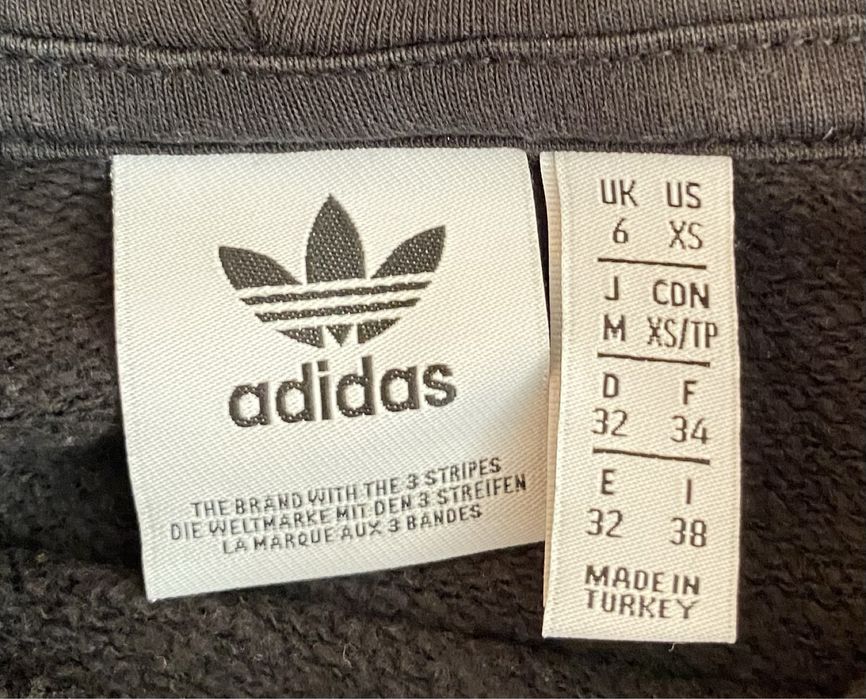 adidas
THE BRAND WITH THE 3 STRIPES
DIE WELTMARKE MIT DEN 3 STREIFEN
LA MARQUE AUX 3 BANDES
UK US
6 XS
J CDN
M XS/TP
D F
32 34
E I
32 38
MADE IN
TURKEY